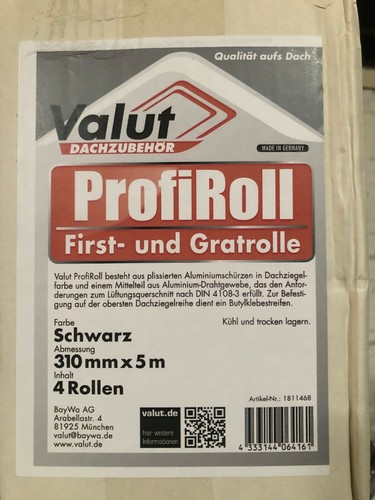 Qualität aufs Dach
Valut
DACHZUBEHÖR
MADE IN GERMANY
ProfiRoll
First- und Gratrolle
Valut ProfiRoll besteht aus plissierten Aluminiumschürzen in Dachziegel-
farbe und einem Mittelteil aus Aluminium-Drahtgewebe, das den Anfor-
derungen zum Lüftungsquerschnitt nach DIN 4108-3 erfüllt. Zur Befesti-
gung auf der obersten Dachziegelreihe dient ein Butylklebestreifen.
Farbe
Kühl und trocken lagern.
Schwarz
Abmessung
310 mm x 5 m
Inhalt
4 Rollen
Artikel-Nr.: 1811468
BayWa AG
Arabellastr. 4
81925 München
valut@baywa.de
www.valut.de
valut.de
hier weitere
Informationen
4 333144 064161